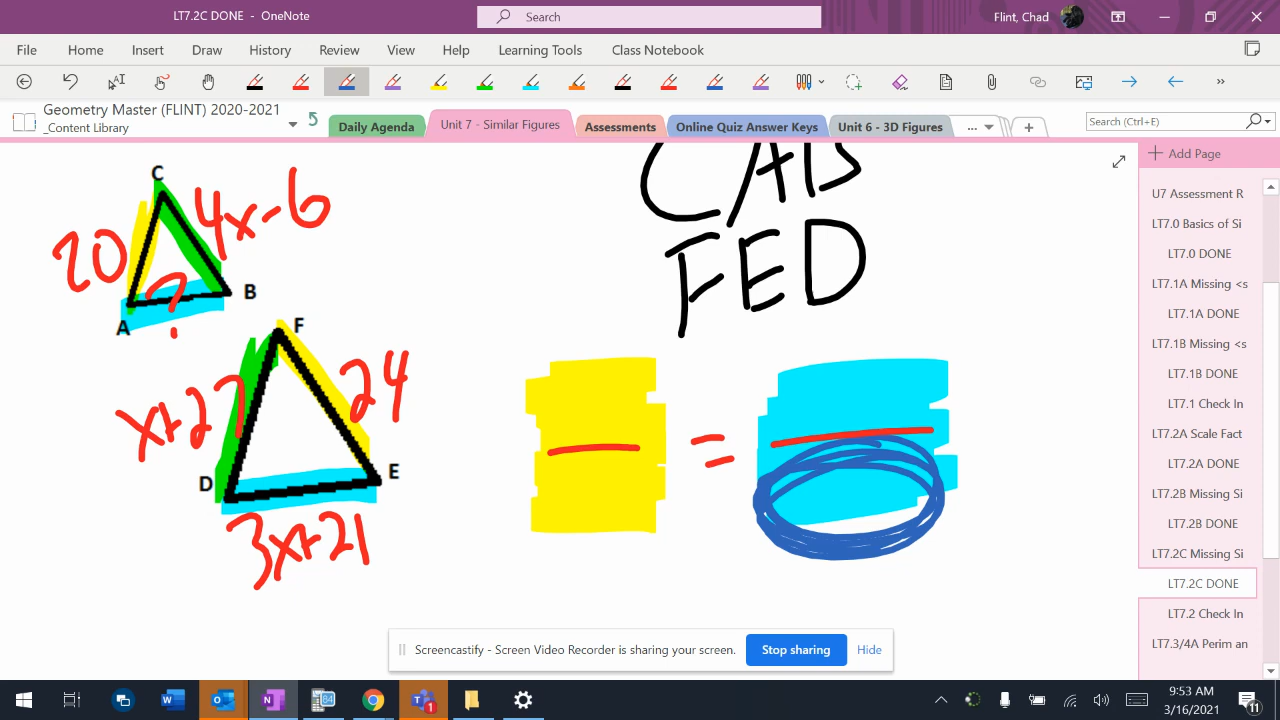 LT7.2C DONE - OneNote
Search
Flint, Chad
File Home Insert Draw History Review View Help Learning Tools Class Notebook
Geometry Master (FLINT) 2020-2021
_Content Library
Daily Agenda
Unit 7 - Similar Figures
Assessments
Online Quiz Answer Keys
Unit 6 - 3D Figures
...
+
Search (Ctrl+E)
Add Page
U7 Assessment R
LT7.0 Basics of Si
LT7.0 DONE
LT7.1A Missing <s
LT7.1A DONE
LT7.1B Missing <s
LT7.1B DONE
LT7.1 Check In
LT7.2A Scale Fact
LT7.2A DONE
LT7.2B Missing Si
LT7.2B DONE
LT7.2C Missing Si
LT7.2C DONE
LT7.2 Check In
LT7.3/4A Perim an
C
20
4x-6
?
A
B
CAB
FED
F
x+27
24
D
E
3x+21
=
Screencastify - Screen Video Recorder is sharing your screen.
Stop sharing
Hide
84
1
9:53 AM
3/16/2021
11